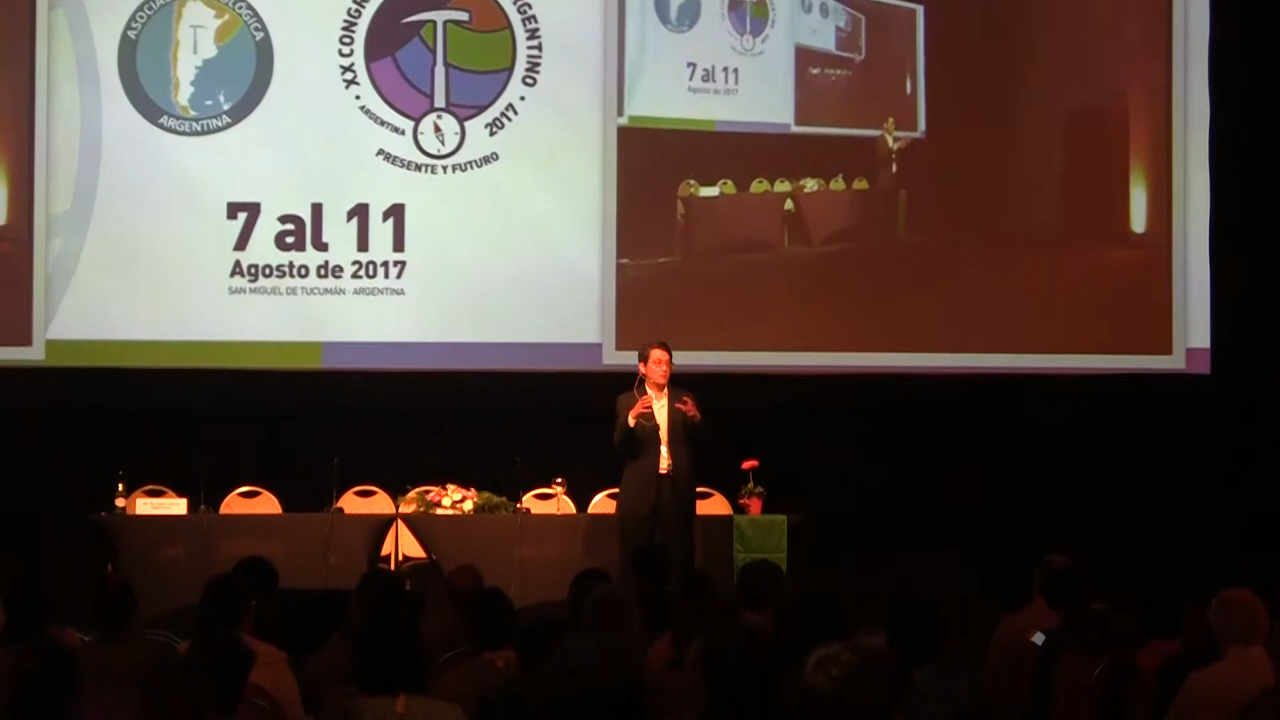 ARGENTINA
XX CONGR
ARGENTINA
2017
PRESENTE Y FUTURO
7 al 11
Agosto de 2017
SAN MIGUEL DE TUCUMÁN - ARGENTINA
7 al 11
Agosto de 2017